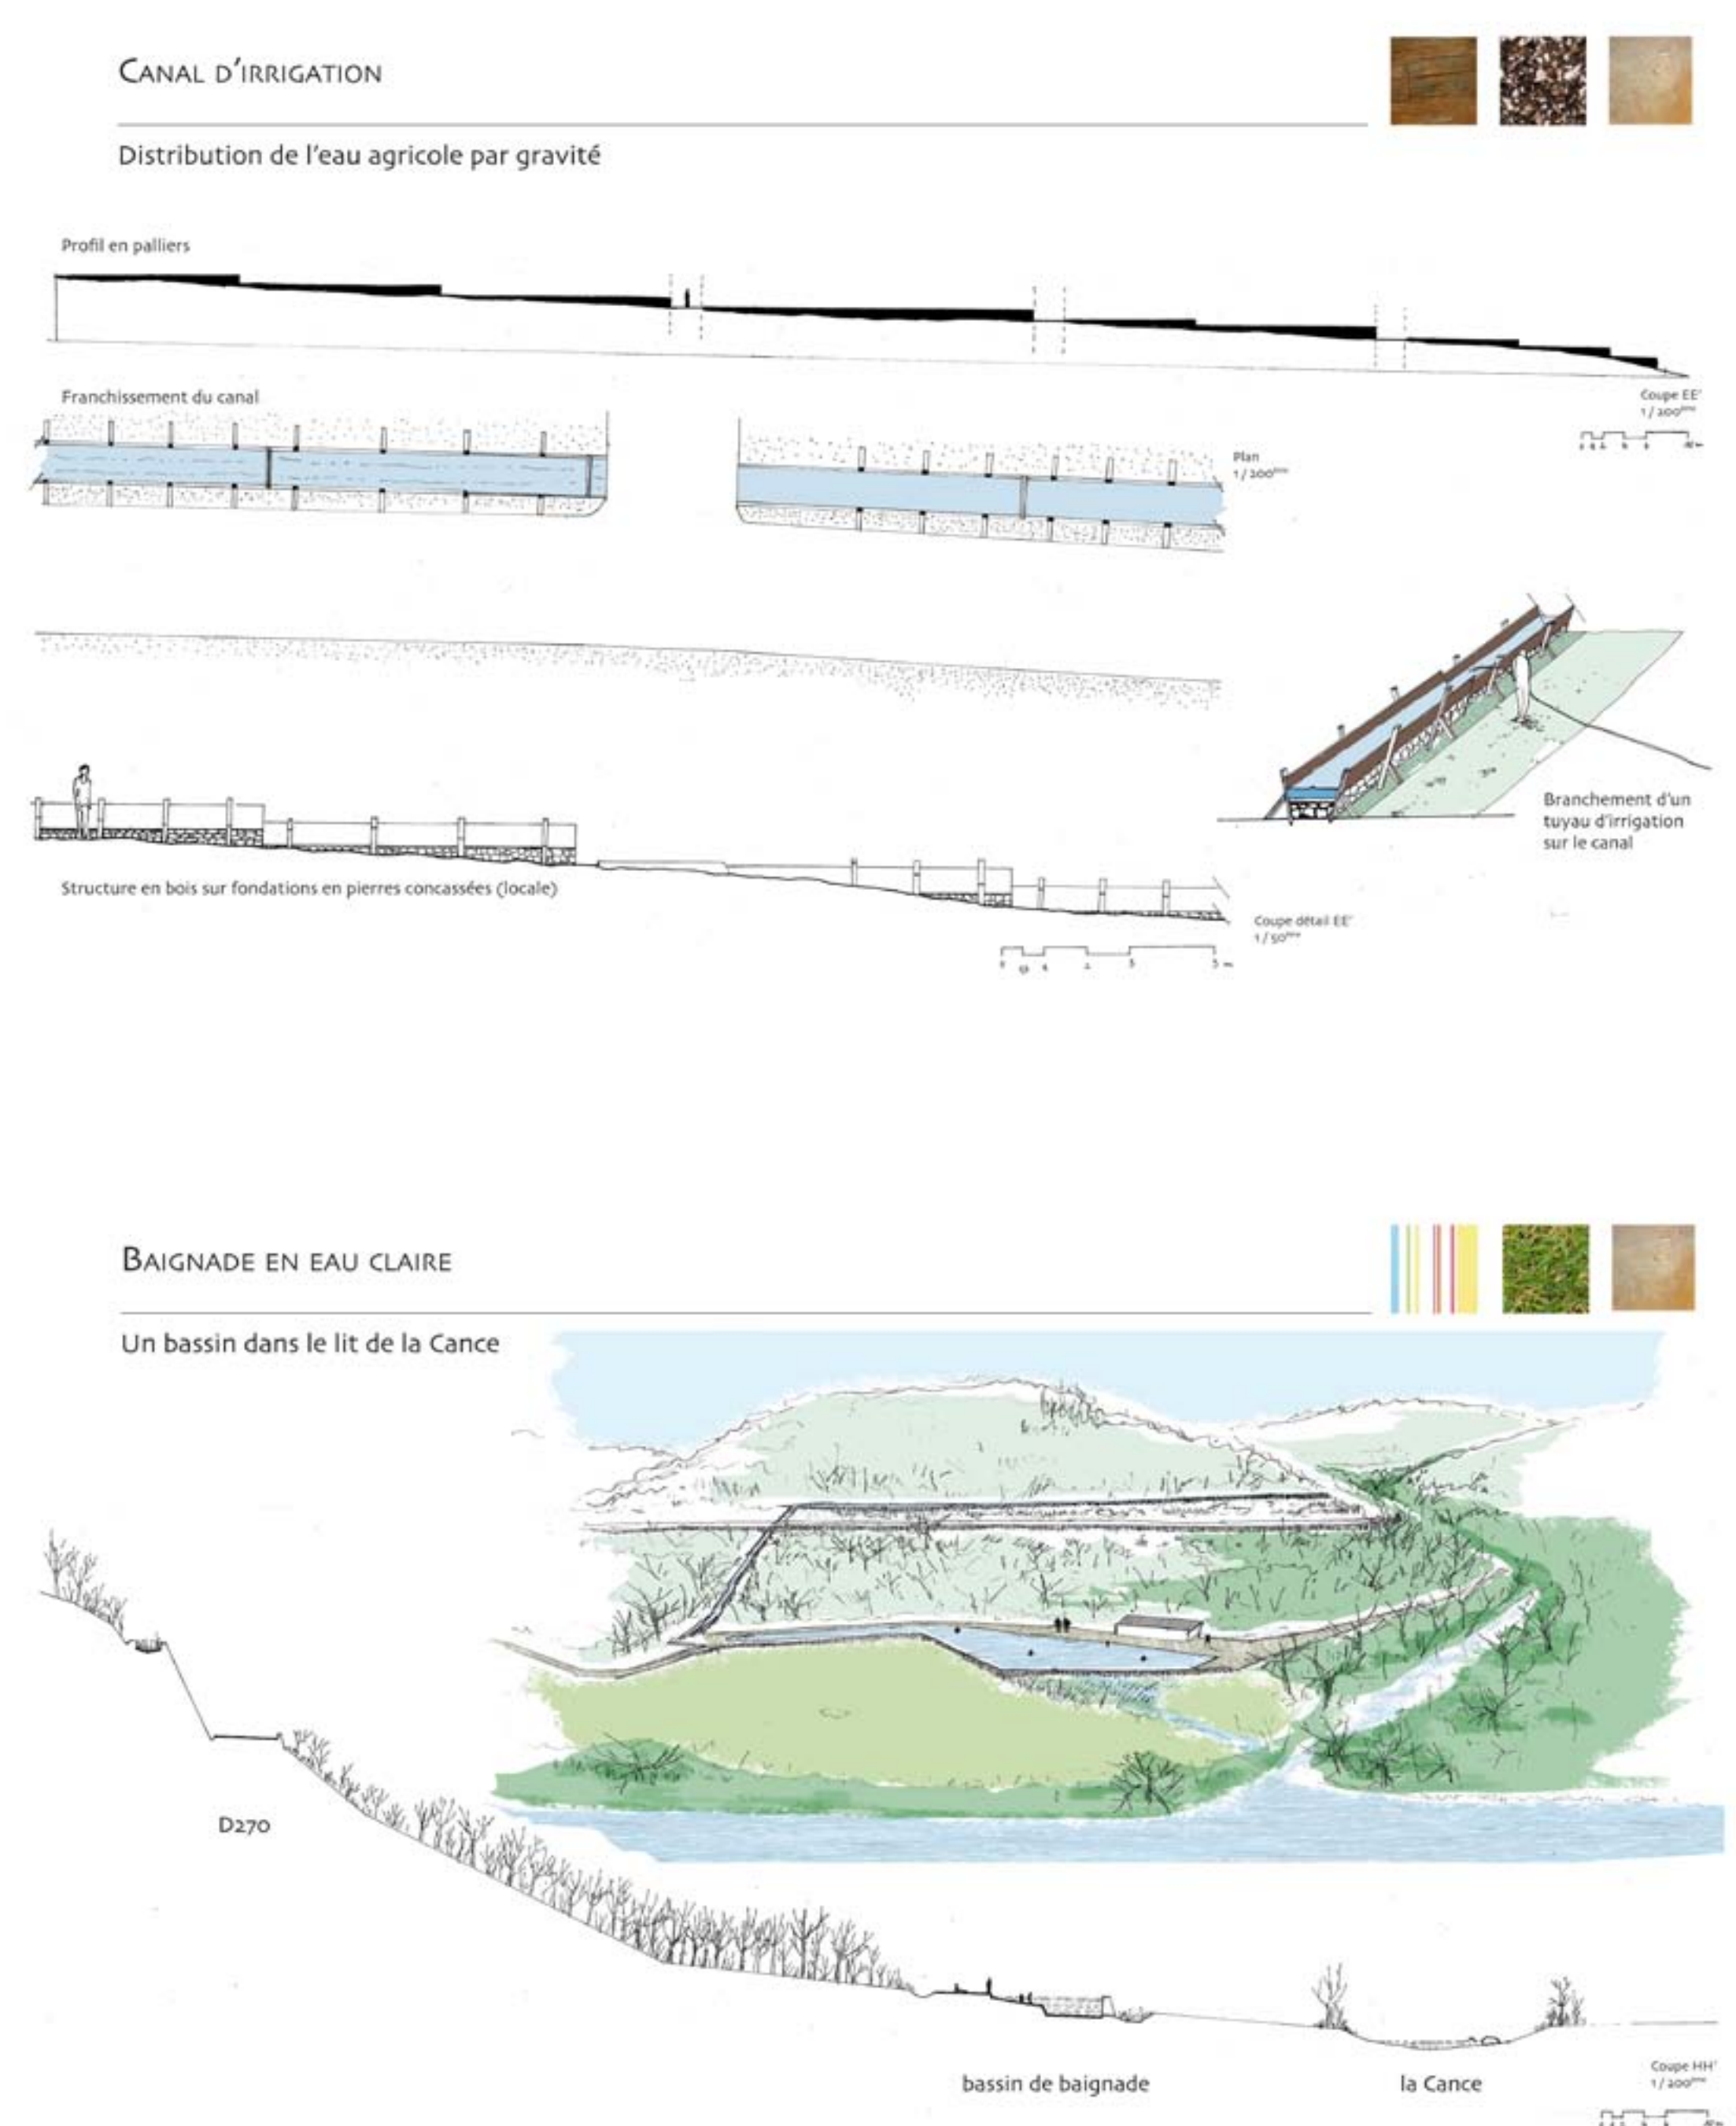 CANAL D'IRRIGATION
Distribution de l'eau agricole par gravité
Profil en palliers
Coupe EE'
1 / 200ème
Franchissement du canal
Plan
1 / 200ème
Branchement d'un
tuyau d'irrigation
sur le canal
Structure en bois sur fondations en pierres concassées (locale)
Coupe détail EE'
1 / 50ème
BAIGNADE EN EAU CLAIRE
Un bassin dans le lit de la Cance
D270
bassin de baignade
la Cance
Coupe HH'
1 / 200ème